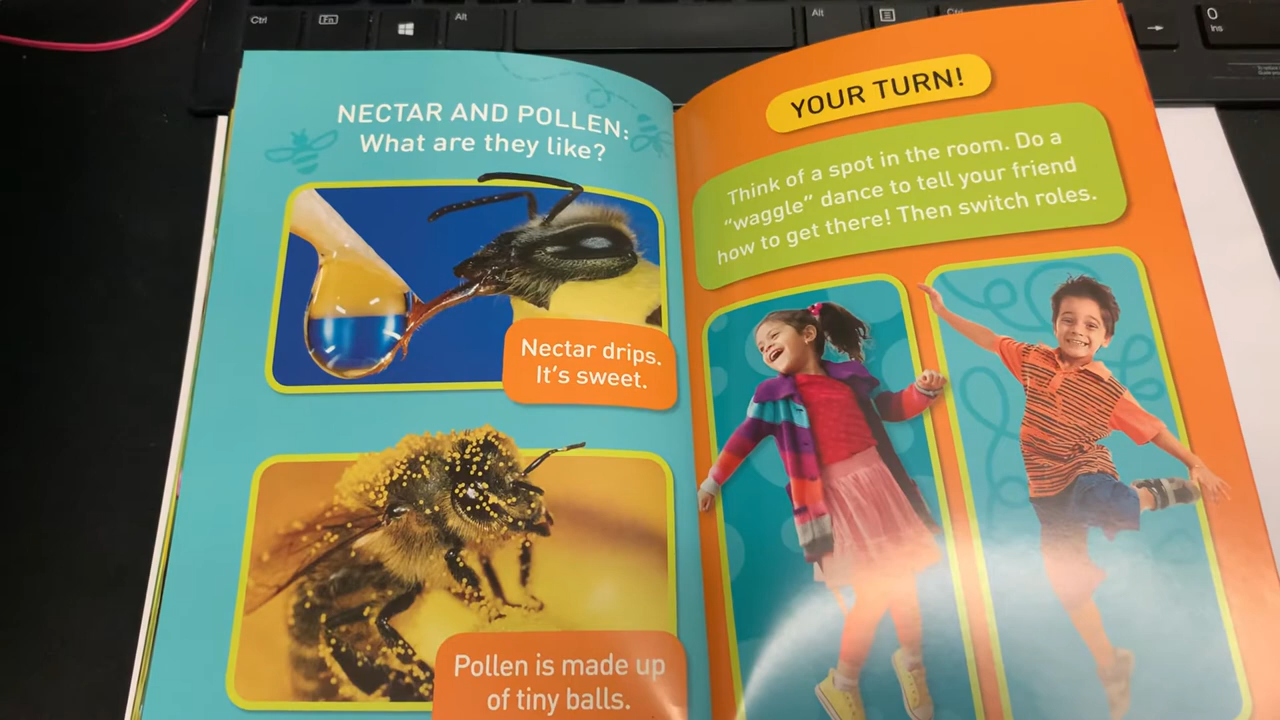 Ctrl
Fn
Alt
Alt
Ctrl
0
Ins
NECTAR AND POLLEN:
What are they like?
Nectar drips.
It's sweet.
Pollen is made up
of tiny balls.
YOUR TURN!
Think of a spot in the room. Do a
"waggle" dance to tell your friend
how to get there! Then switch roles.